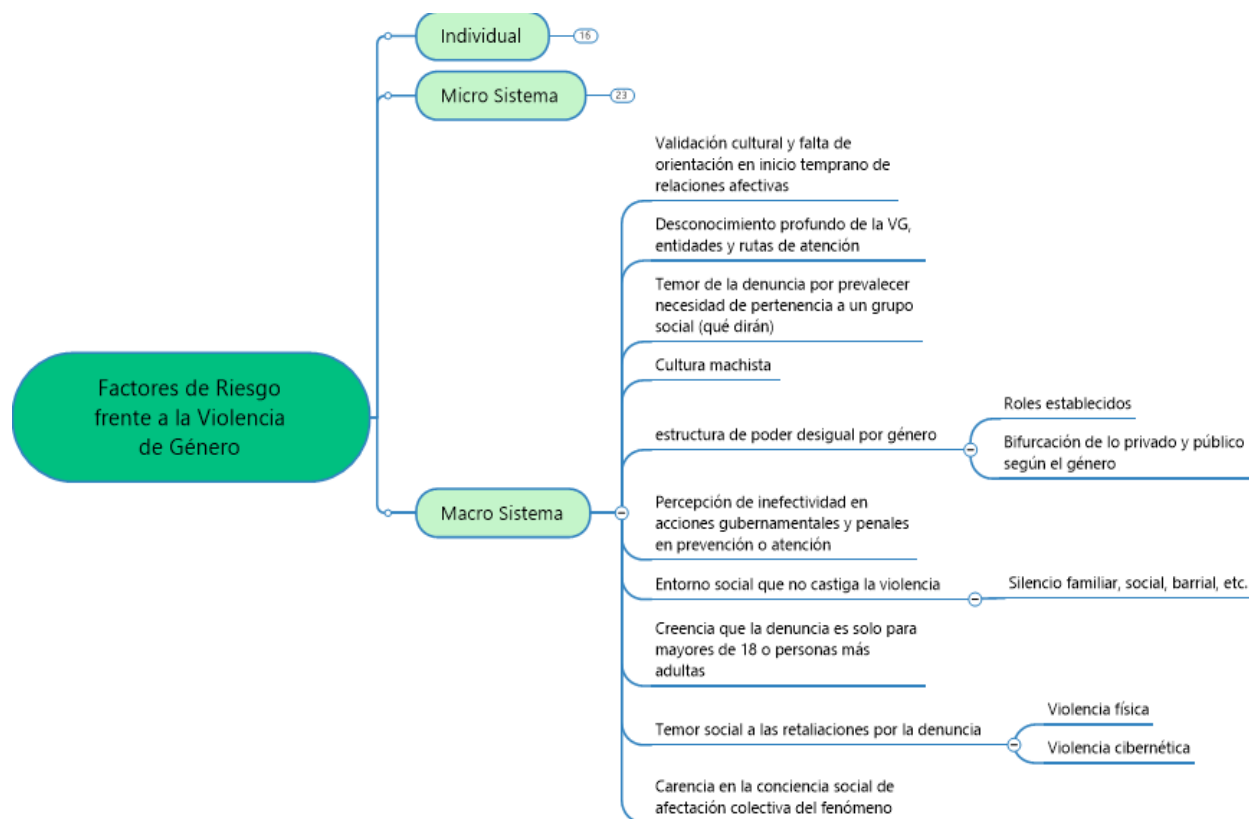 Individual
16
Micro Sistema
23
Validación cultural y falta de
orientación en inicio temprano de
relaciones afectivas
Desconocimiento profundo de la VG,
entidades y rutas de atención
Temor de la denuncia por prevalecer
necesidad de pertenencia a un grupo
social (qué dirán)
Cultura machista
Factores de Riesgo
frente a la Violencia
de Género
estructura de poder desigual por género
Roles establecidos
Bifurcación de lo privado y público
según el género
Macro Sistema
Percepción de inefectividad en
acciones gubernamentales y penales
en prevención o atención
Entorno social que no castiga la violencia
Silencio familiar, social, barrial, etc.
Creencia que la denuncia es solo para
mayores de 18 o personas más
adultas
Temor social a las retaliaciones por la denuncia
Violencia física
Violencia cibernética
Carencia en la conciencia social de
afectación colectiva del fenómeno